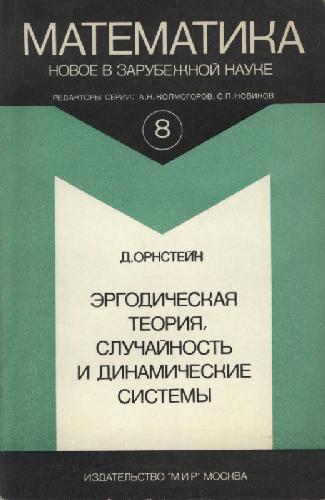 МАТЕМАТИКА
НОВОЕ В ЗАРУБЕЖНОЙ НАУКЕ
РЕДАКТОРЫ СЕРИИ: А.Н.КОЛМОГОРОВ, С.П.НОВИКОВ
8
Д.ОРНСТЕЙН
ЭРГОДИЧЕСКАЯ
ТЕОРИЯ,
СЛУЧАЙНОСТЬ
И ДИНАМИЧЕСКИЕ
СИСТЕМЫ
ИЗДАТЕЛЬСТВО "МИР" МОСКВА